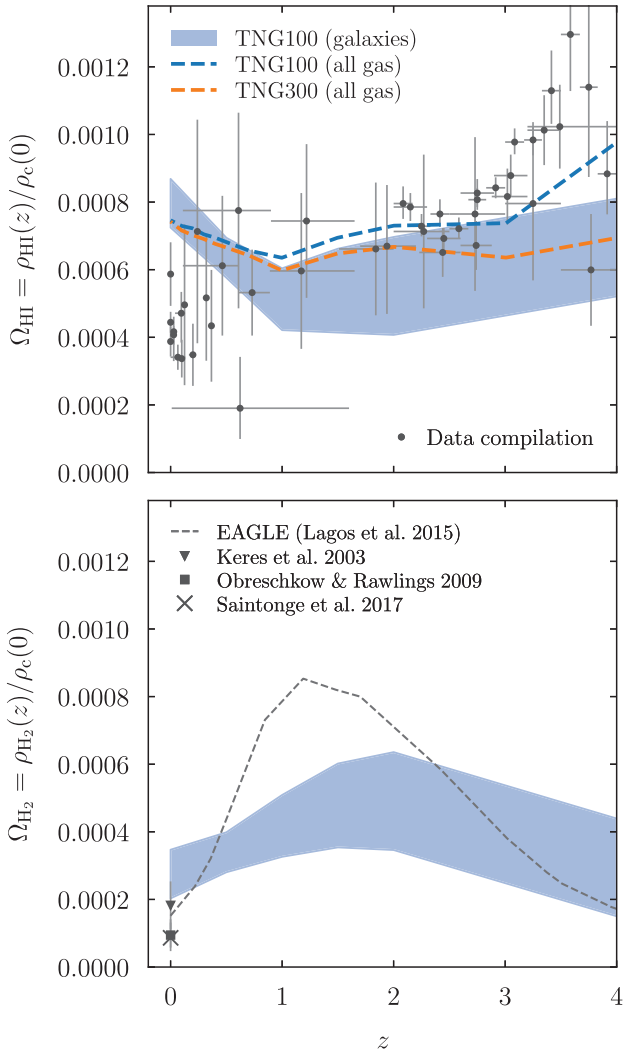 TNG100 (galaxies)
TNG100 (all gas)
TNG300 (all gas)
0.0012
0.0010
0.0008
0.0006
0.0004
0.0002
0.0000
Ω_HI = ρ_HI(z)/ρ_c(0)
Data compilation
EAGLE (Lagos et al. 2015)
Keres et al. 2003
Obreschkow & Rawlings 2009
Saintonge et al. 2017
0.0012
0.0010
0.0008
0.0006
0.0004
0.0002
0.0000
Ω_H₂ = ρ_H₂(z)/ρ_c(0)
0 1 2 3 4
z